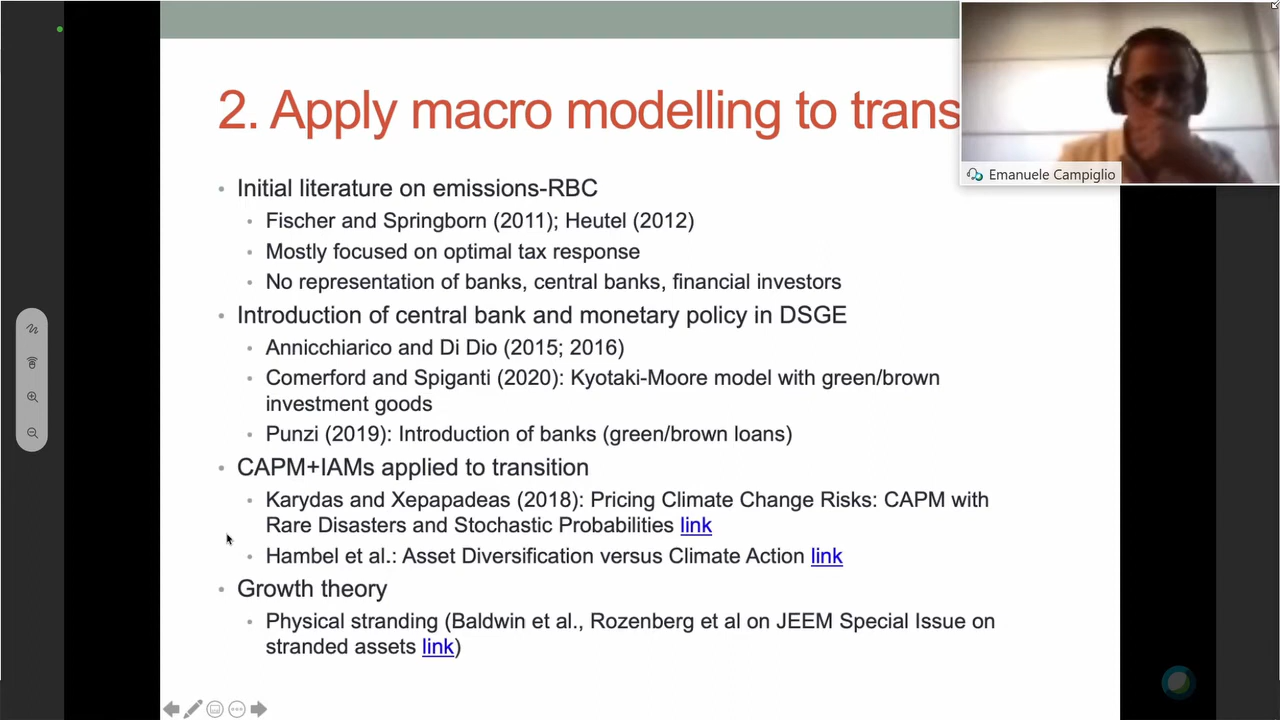 2. Apply macro modelling to trans
Emanuele Campiglio
Initial literature on emissions-RBC
Fischer and Springborn (2011); Heutel (2012)
Mostly focused on optimal tax response
No representation of banks, central banks, financial investors
Introduction of central bank and monetary policy in DSGE
Annicchiarico and Di Dio (2015; 2016)
Comerford and Spiganti (2020): Kyotaki-Moore model with green/brown
investment goods
Punzi (2019): Introduction of banks (green/brown loans)
CAPM+IAMs applied to transition
Karydas and Xepapadeas (2018): Pricing Climate Change Risks: CAPM with
Rare Disasters and Stochastic Probabilities link
Hambel et al.: Asset Diversification versus Climate Action link
Growth theory
Physical stranding (Baldwin et al., Rozenberg et al on JEEM Special Issue on
stranded assets link)